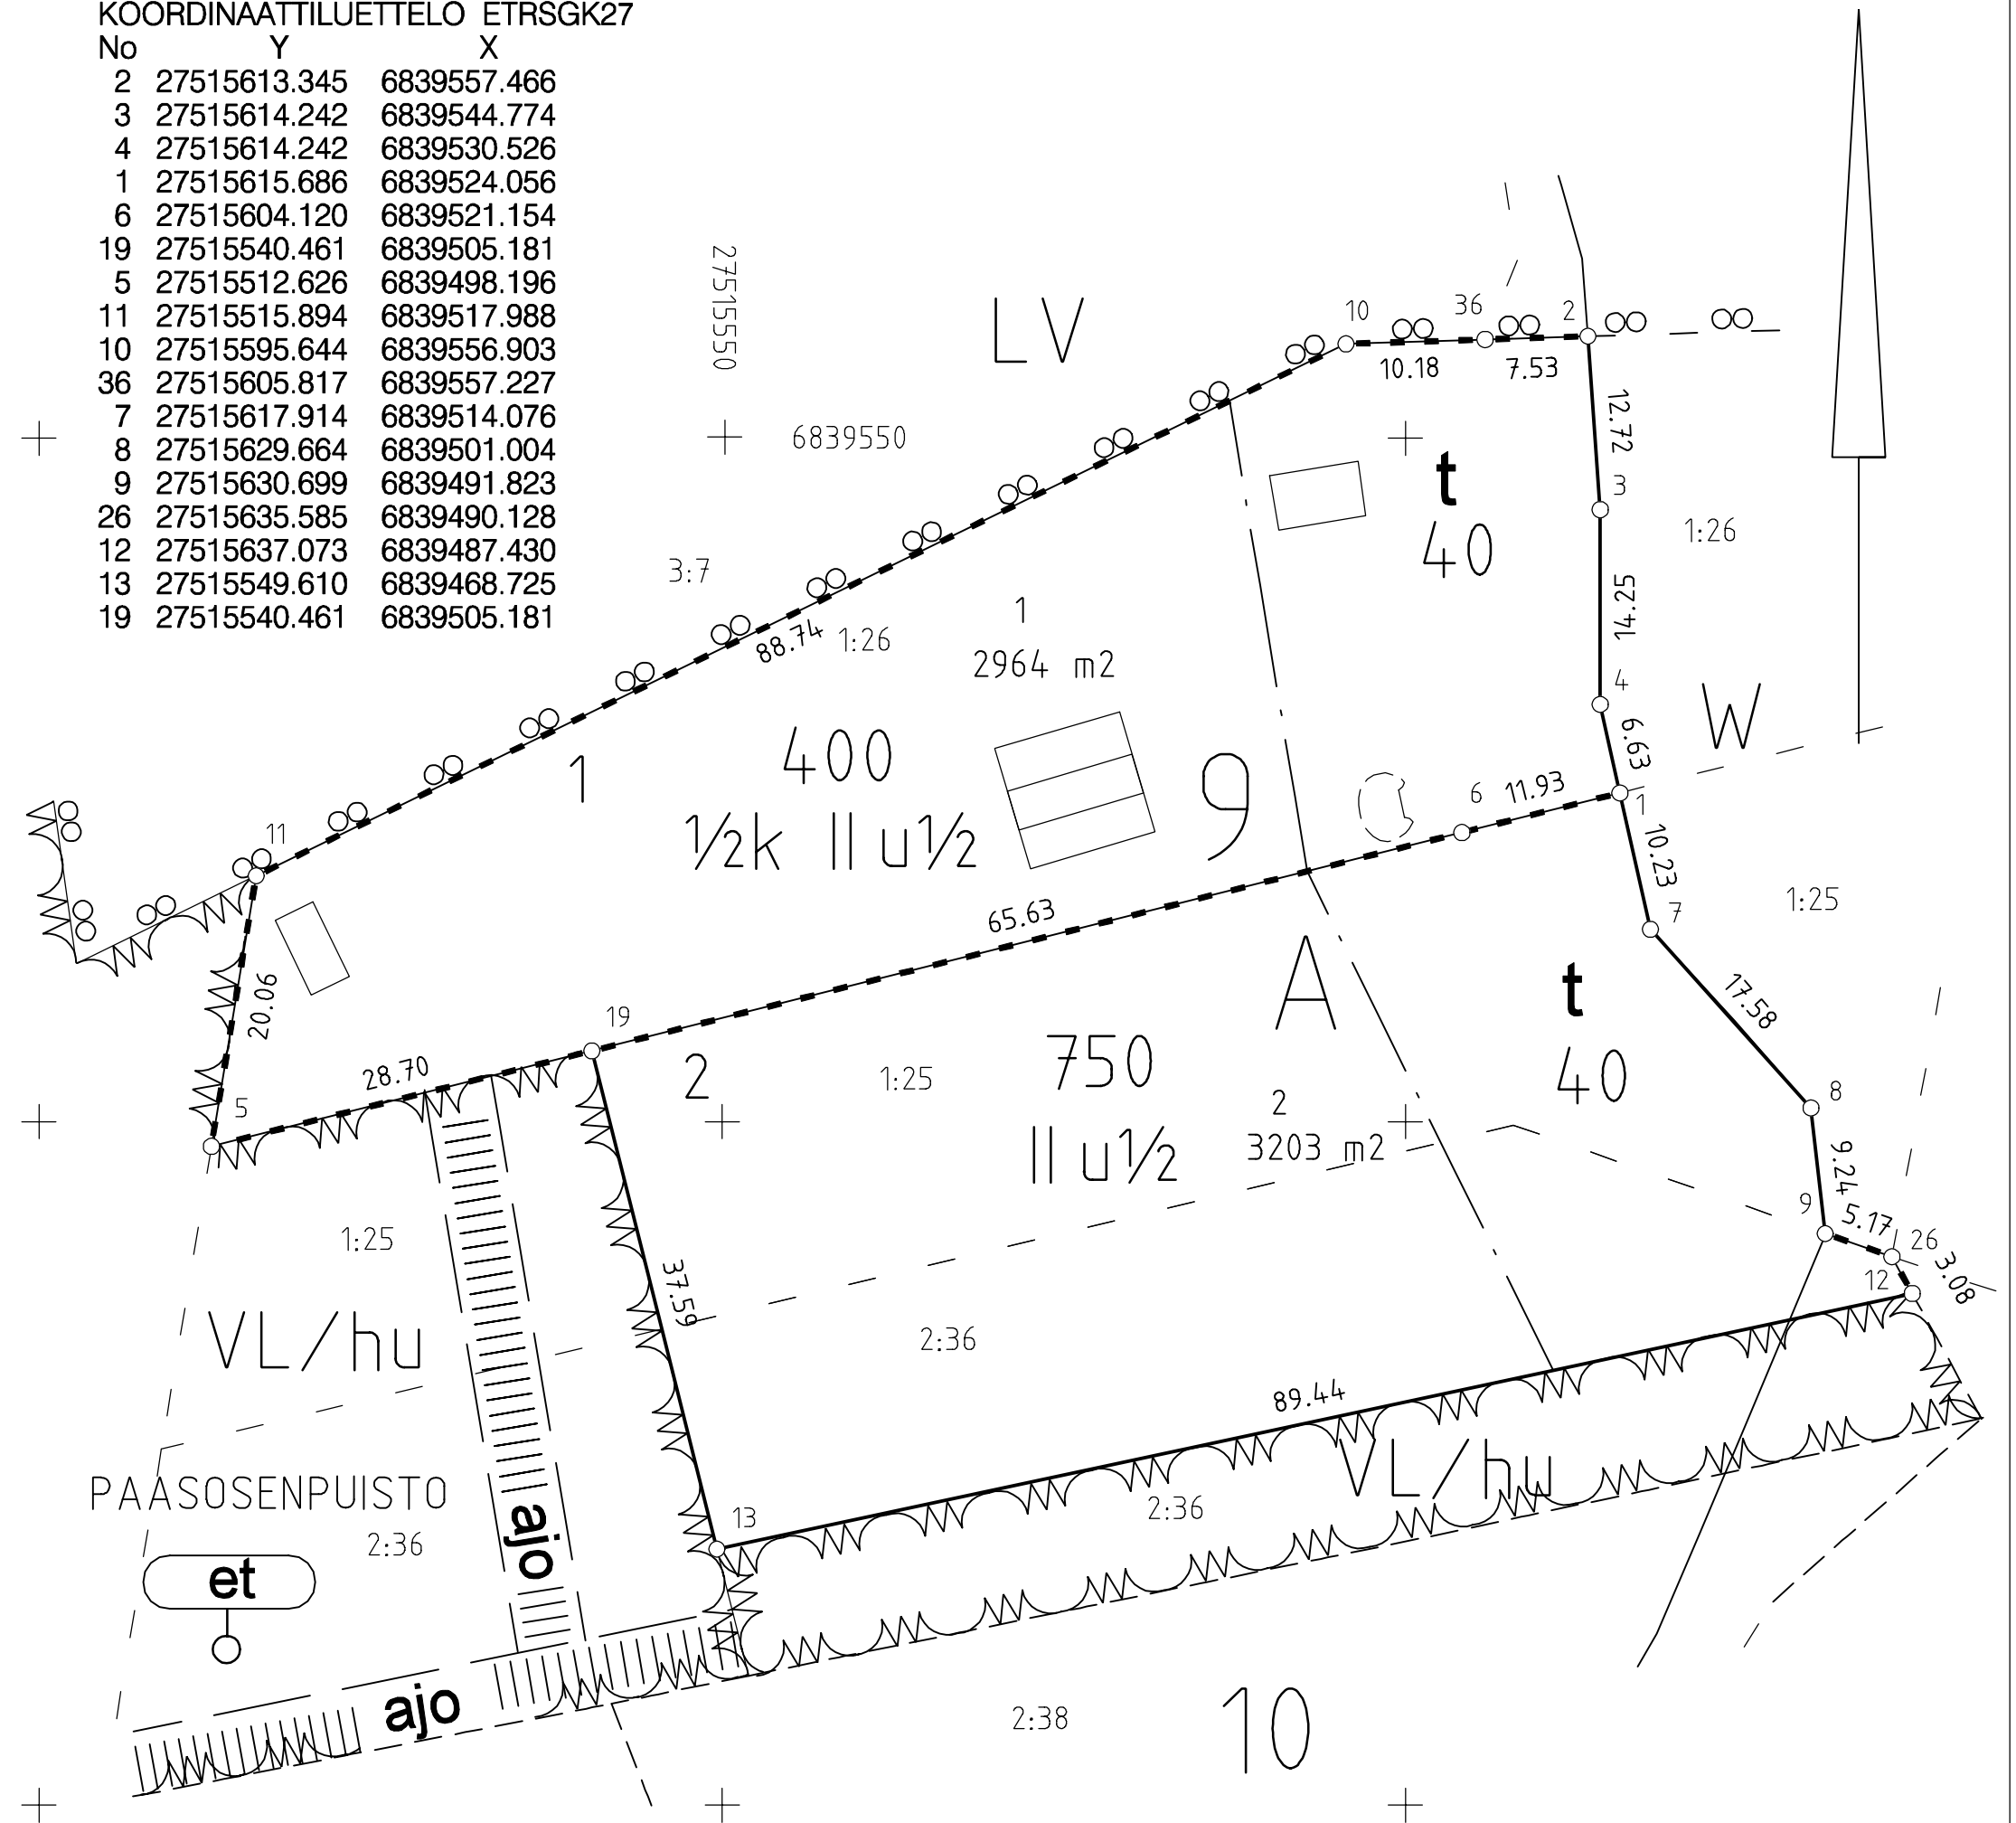 KOORDINAATTILUETTELO ETRSGK27
No Y X
2 27515613.345 6839557.466
3 27515614.242 6839544.774
4 27515614.242 6839530.526
1 27515615.686 6839524.056
6 27515604.120 6839521.154
19 27515540.461 6839505.181
5 27515512.626 6839498.196
11 27515515.894 6839517.988
10 27515595.644 6839556.903
36 27515605.817 6839557.227
7 27515617.914 6839514.076
8 27515629.664 6839501.004
9 27515630.699 6839491.823
26 27515635.585 6839490.128
12 27515637.073 6839487.430
13 27515549.610 6839468.725
19 27515540.461 6839505.181
27515550
LV
10
36
2
10.18
7.53
12.72
6839550
t
40
3
1:26
3:7
1
2964 m2
88.74
1:26
14.25
4
W
6.63
1
400
½k II u½
9
6
11.93
1
11
10.23
7
1:25
65.63
20.06
A
t
40
17.58
19
2
28.70
1:25
750
II u½
2
3203 m2
5
8
9.24
9
5.17
26
12
3.08
1:25
37.59
VL/hu
2:36
89.44
VL/hu
PAASOSENPUISTO
2:36
13
2:36
ajo
et
ajo
2:38
10